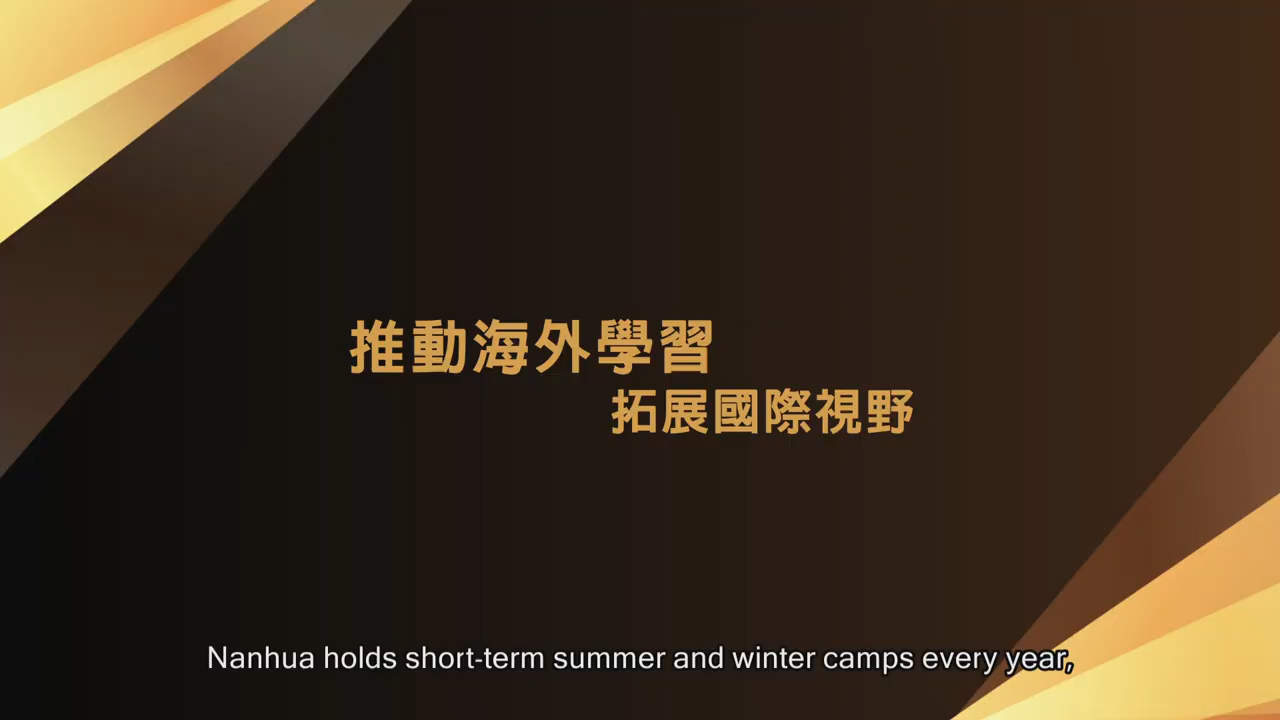 推動海外學習
拓展國際視野
Nanhua holds short-term summer and winter camps every year,